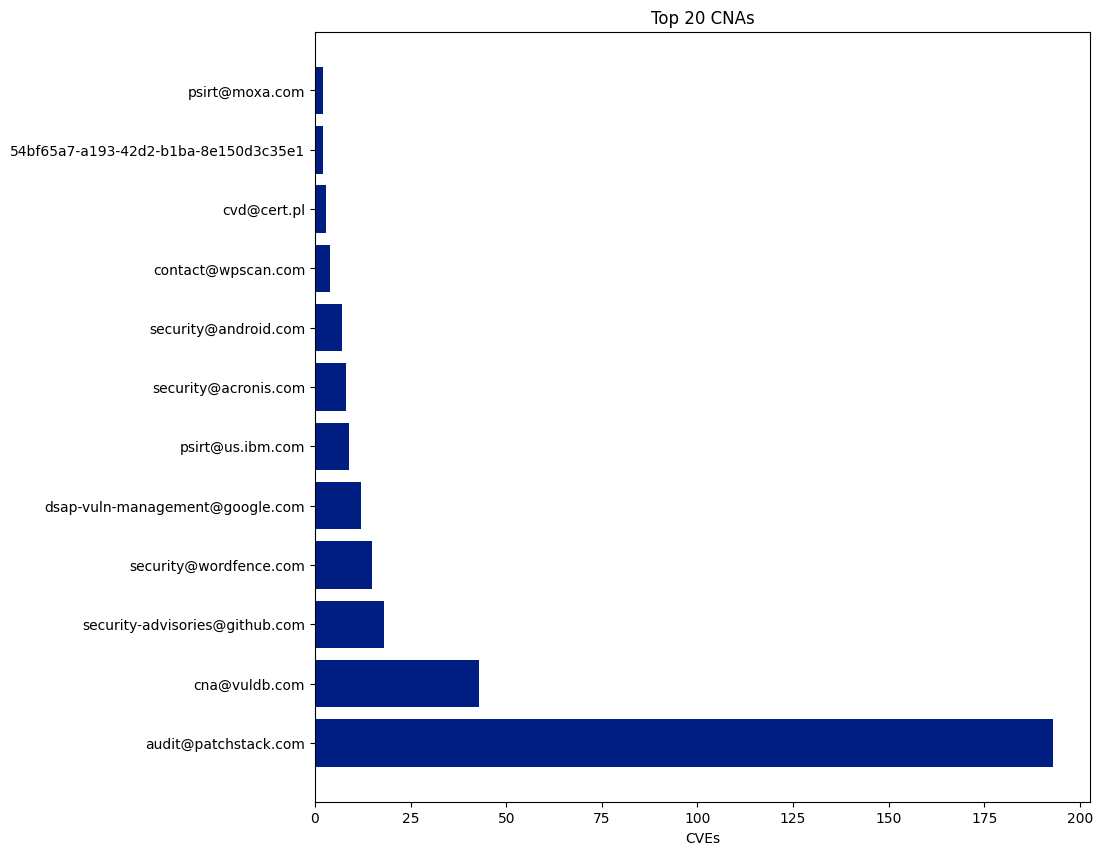 Top 20 CNAs
psirt@moxa.com
54bf65a7-a193-42d2-b1ba-8e150d3c35e1
cvd@cert.pl
contact@wpscan.com
security@android.com
security@acronis.com
psirt@us.ibm.com
dsap-vuln-management@google.com
security@wordfence.com
security-advisories@github.com
cna@vuldb.com
audit@patchstack.com
0 25 50 75 100 125 150 175 200
CVEs